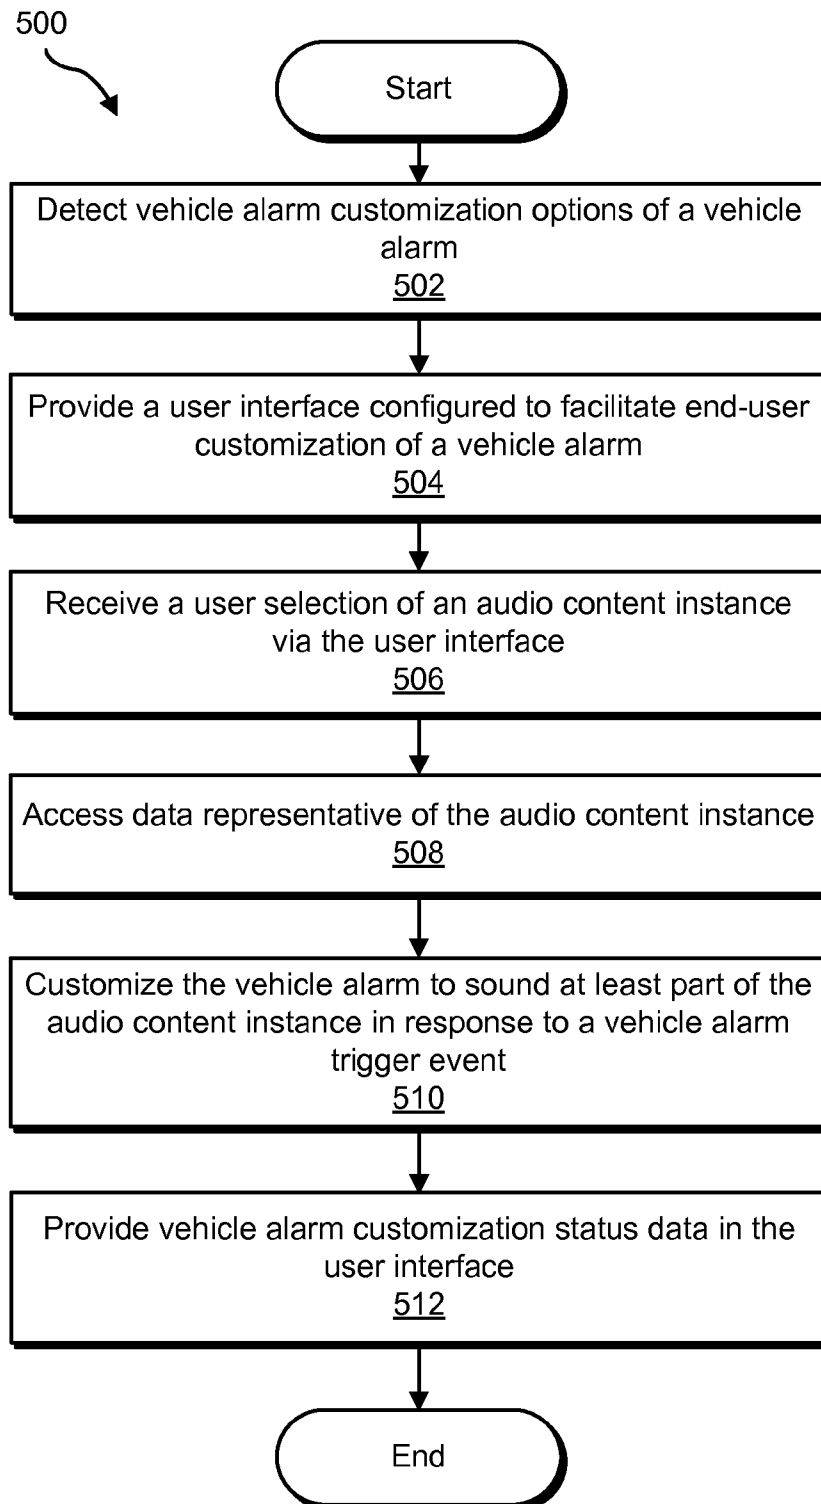 500
Start
Detect vehicle alarm customization options of a vehicle
alarm
502
Provide a user interface configured to facilitate end-user
customization of a vehicle alarm
504
Receive a user selection of an audio content instance
via the user interface
506
Access data representative of the audio content instance
508
Customize the vehicle alarm to sound at least part of the
audio content instance in response to a vehicle alarm
trigger event
510
Provide vehicle alarm customization status data in the
user interface
512
End